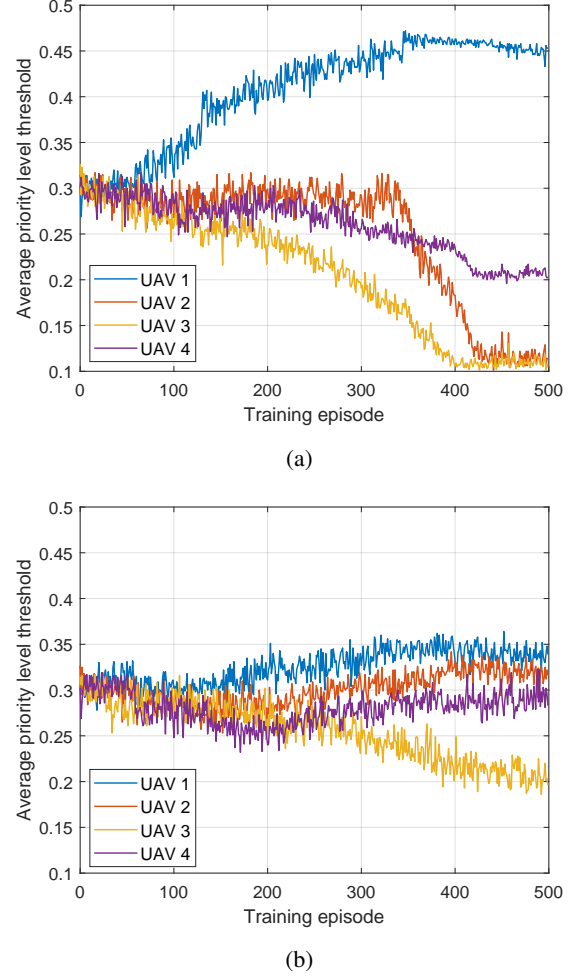 0.5
0.45
0.4
0.35
0.3
0.25
0.2
0.15
0.1
Average priority level threshold
UAV 1
UAV 2
UAV 3
UAV 4
0 100 200 300 400 500
Training episode
(a)
0.5
0.45
0.4
0.35
0.3
0.25
0.2
0.15
0.1
Average priority level threshold
UAV 1
UAV 2
UAV 3
UAV 4
0 100 200 300 400 500
Training episode
(b)